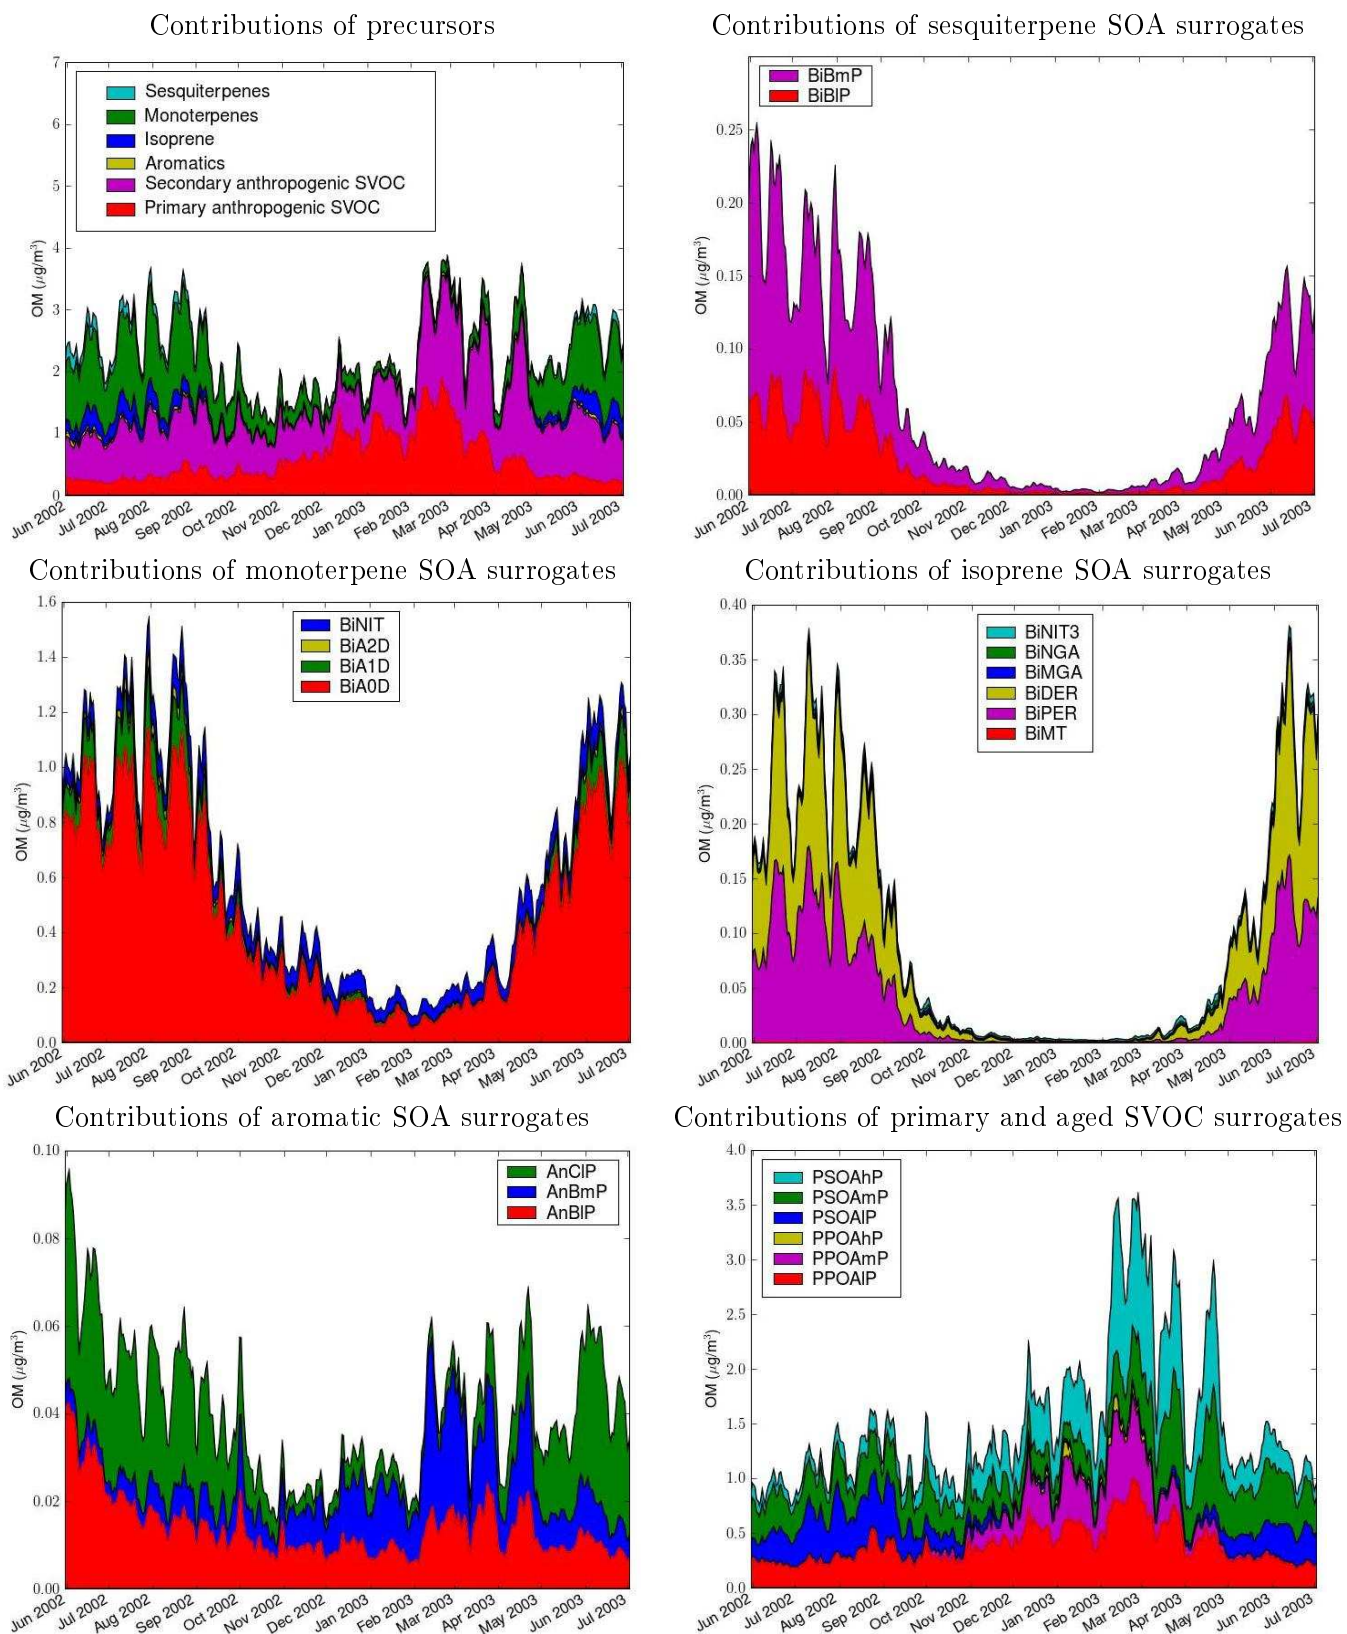 Contributions of precursors
7
6
5
4
3
2
1
0
OM (μg/m³)
Sesquiterpenes
Monoterpenes
Isoprene
Aromatics
Secondary anthropogenic SVOC
Primary anthropogenic SVOC
Jun 2002 Jul 2002 Aug 2002 Sep 2002 Oct 2002 Nov 2002 Dec 2002 Jan 2003 Feb 2003 Mar 2003 Apr 2003 May 2003 Jun 2003 Jul 2003
Contributions of sesquiterpene SOA surrogates
0.25
0.20
0.15
0.10
0.05
0.00
OM (μg/m³)
BiBmP
BiBlP
Jun 2002 Jul 2002 Aug 2002 Sep 2002 Oct 2002 Nov 2002 Dec 2002 Jan 2003 Feb 2003 Mar 2003 Apr 2003 May 2003 Jun 2003 Jul 2003
Contributions of monoterpene SOA surrogates
1.6
1.4
1.2
1.0
0.8
0.6
0.4
0.2
0.0
OM (μg/m³)
BiNIT
BiA2D
BiA1D
BiA0D
Jun 2002 Jul 2002 Aug 2002 Sep 2002 Oct 2002 Nov 2002 Dec 2002 Jan 2003 Feb 2003 Mar 2003 Apr 2003 May 2003 Jun 2003 Jul 2003
Contributions of isoprene SOA surrogates
0.40
0.35
0.30
0.25
0.20
0.15
0.10
0.05
0.00
OM (μg/m³)
BiNIT3
BiNGA
BiMGA
BiDER
BiPER
BiMT
Jun 2002 Jul 2002 Aug 2002 Sep 2002 Oct 2002 Nov 2002 Dec 2002 Jan 2003 Feb 2003 Mar 2003 Apr 2003 May 2003 Jun 2003 Jul 2003
Contributions of aromatic SOA surrogates
0.10
0.08
0.06
0.04
0.02
0.00
OM (μg/m³)
AnClP
AnBmP
AnBlP
Jun 2002 Jul 2002 Aug 2002 Sep 2002 Oct 2002 Nov 2002 Dec 2002 Jan 2003 Feb 2003 Mar 2003 Apr 2003 May 2003 Jun 2003 Jul 2003
Contributions of primary and aged SVOC surrogates
4.0
3.5
3.0
2.5
2.0
1.5
1.0
0.5
0.0
OM (μg/m³)
PSOAhP
PSOAmP
PSOAlP
PPOAhP
PPOAmP
PPOAlP
Jun 2002 Jul 2002 Aug 2002 Sep 2002 Oct 2002 Nov 2002 Dec 2002 Jan 2003 Feb 2003 Mar 2003 Apr 2003 May 2003 Jun 2003 Jul 2003